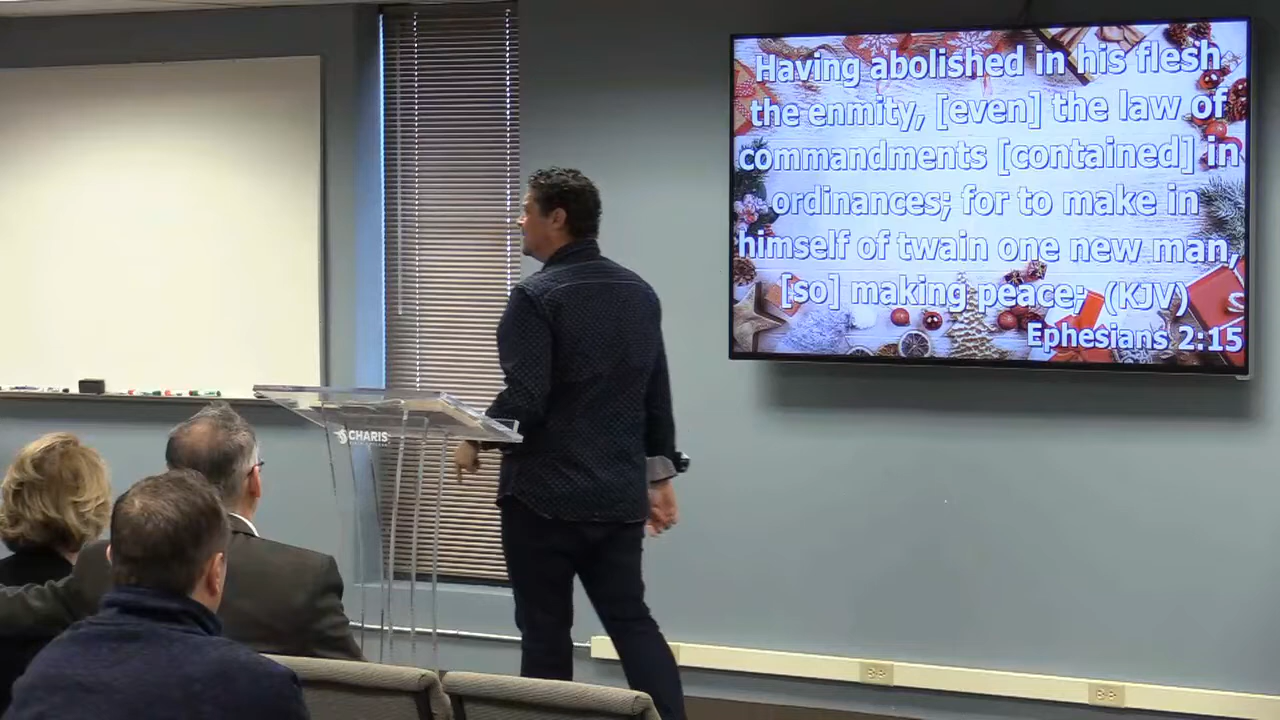 Having abolished in his flesh
the enmity, [even] the law of
commandments [contained] in
ordinances; for to make in
himself of twain one new man,
[so] making peace; (KJV)
Ephesians 2:15
CHARIS